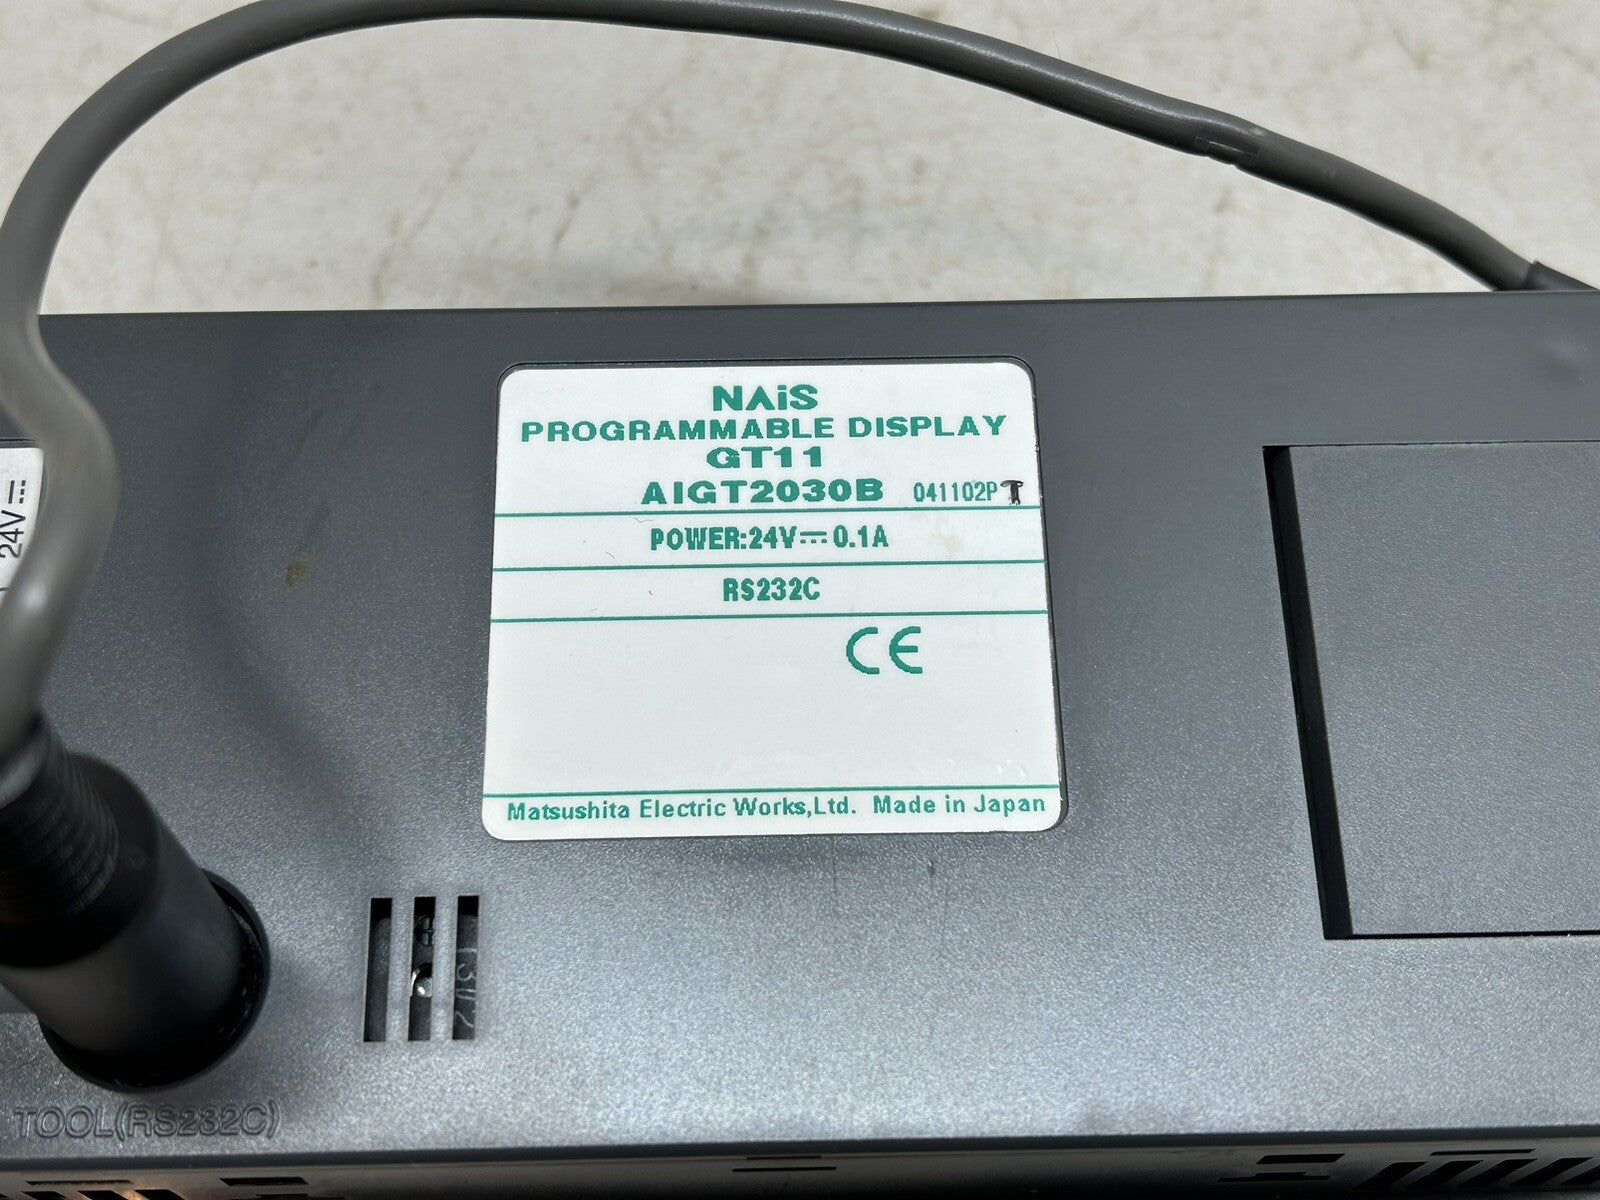 NAiS
PROGRAMMABLE DISPLAY
GT11
AIGT2030B 041102PT
POWER:24V⎓0.1A
RS232C
CE
Matsushita Electric Works,Ltd. Made in Japan
24V⎓
TOOL(RS232C)